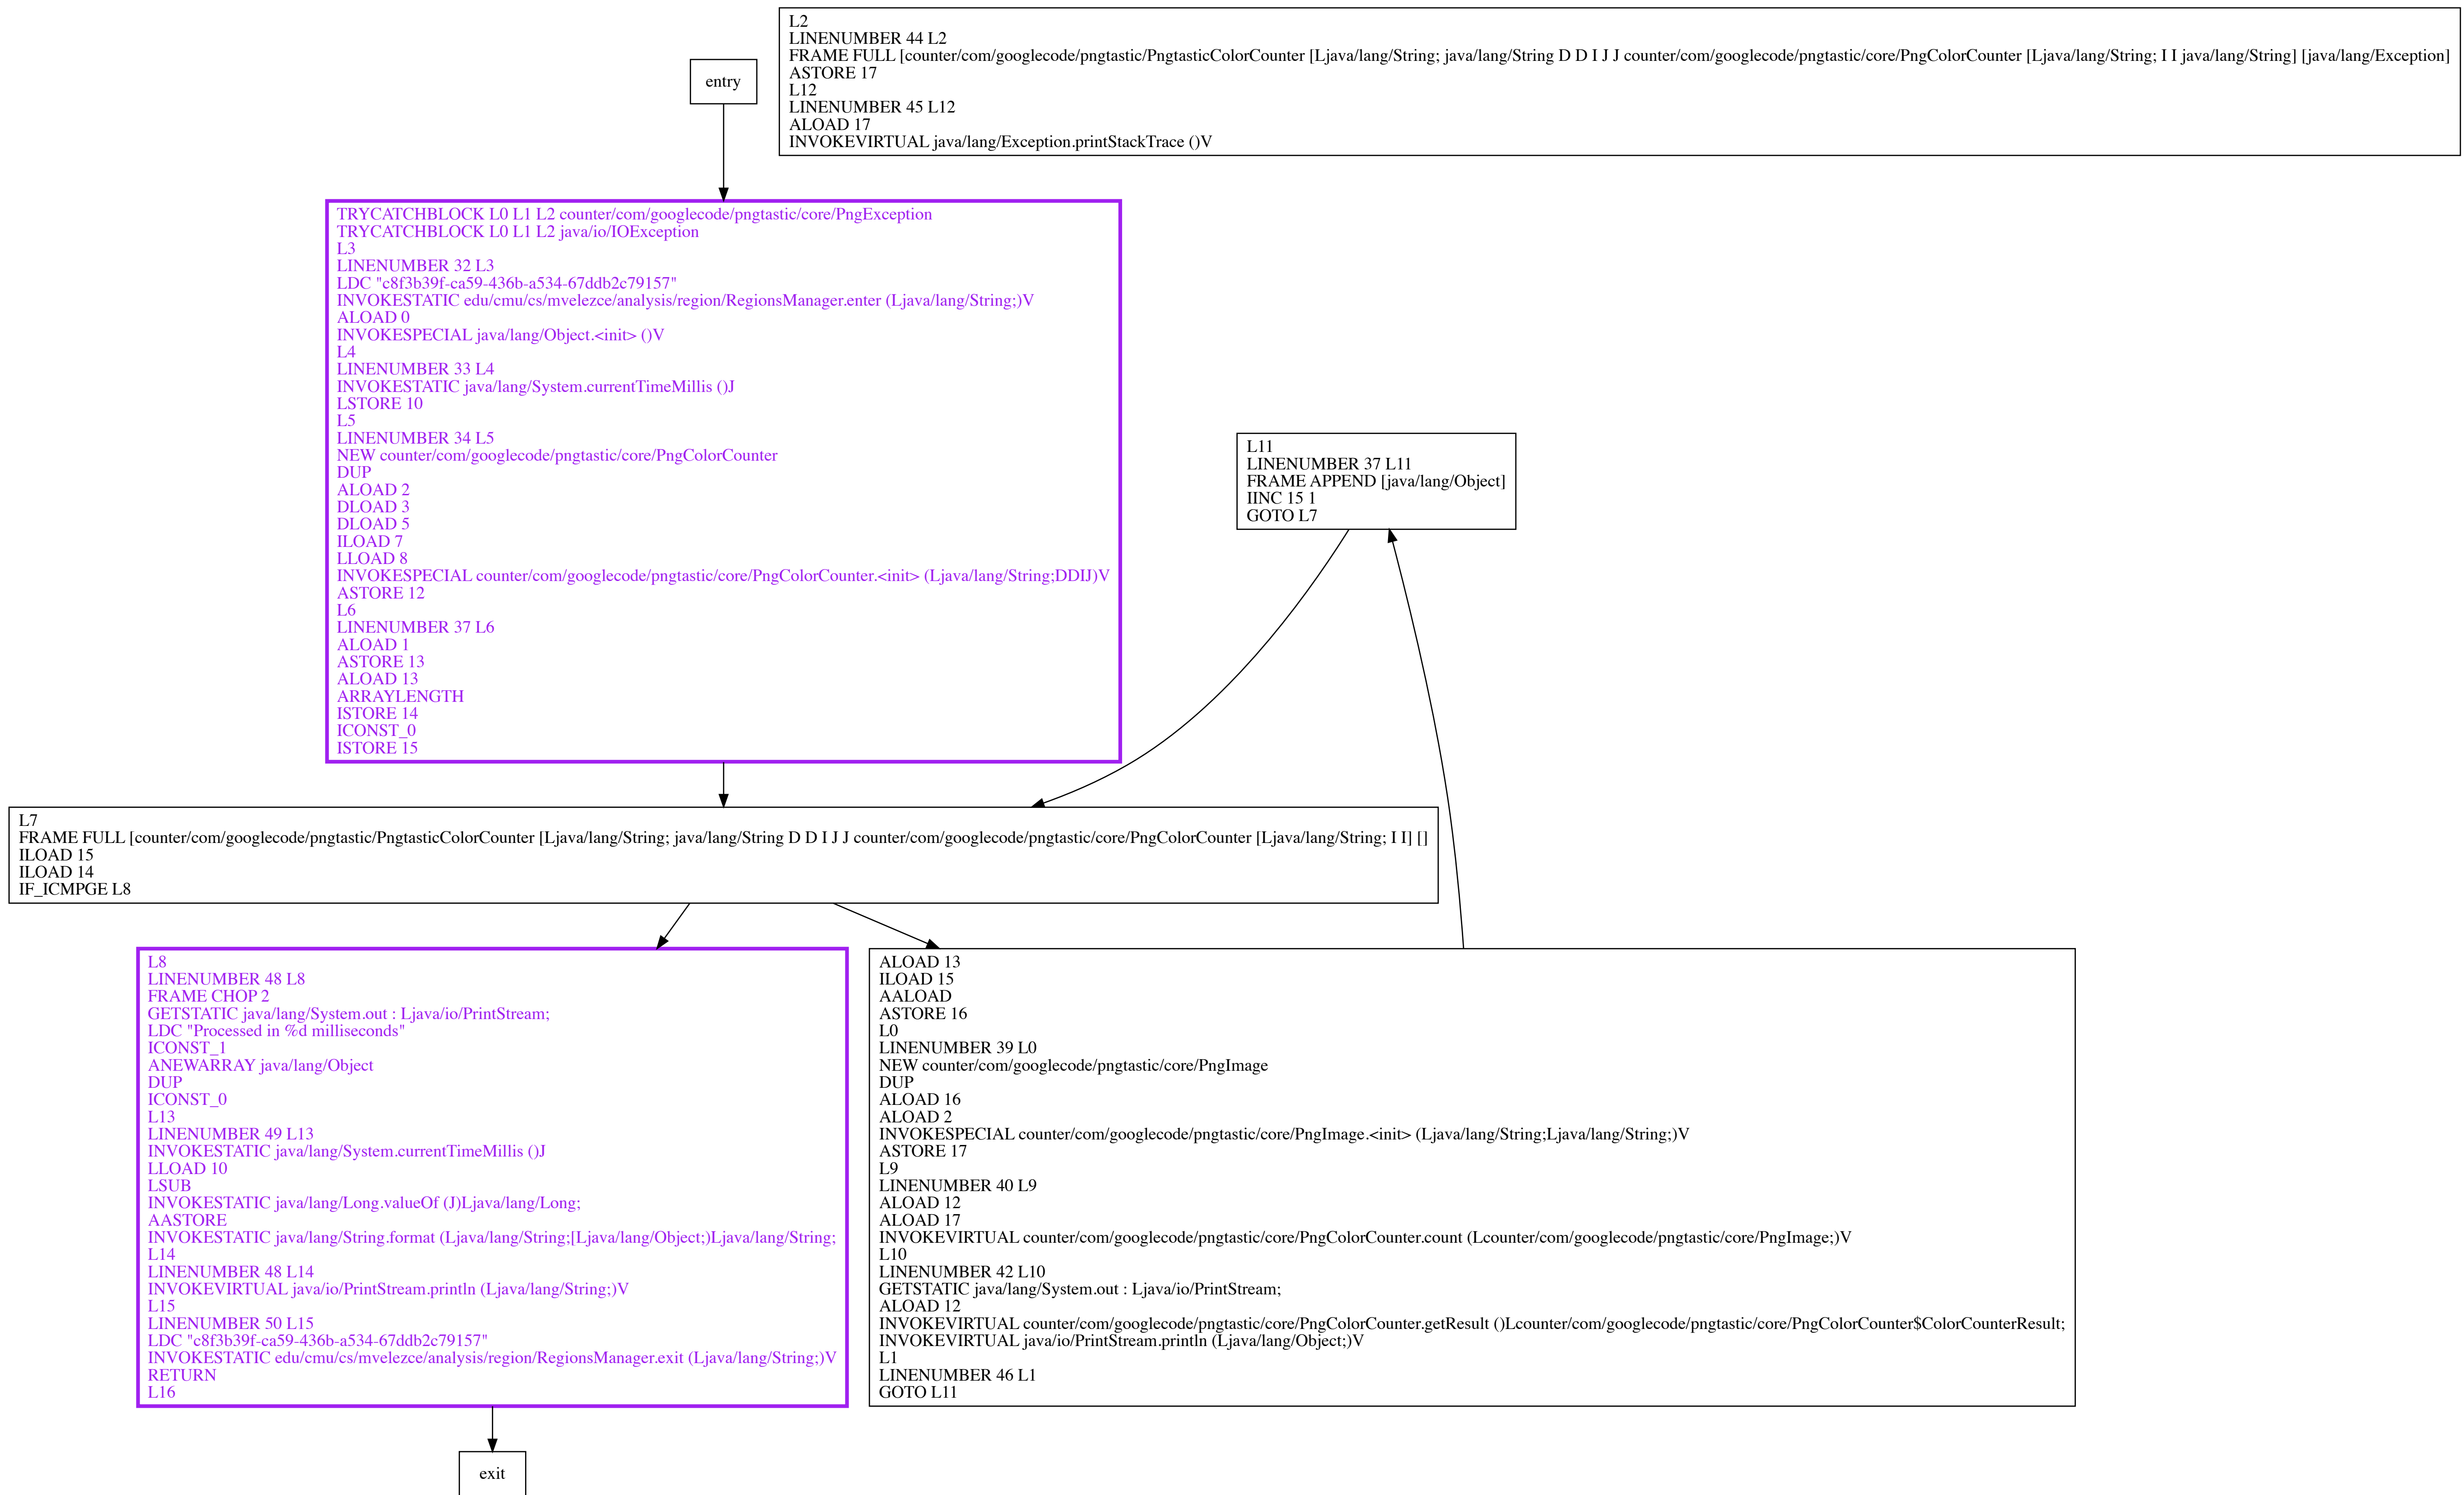 entry
L2
LINENUMBER 44 L2
FRAME FULL [counter/com/googlecode/pngtastic/PngtasticColorCounter [Ljava/lang/String; java/lang/String D D I J J counter/com/googlecode/pngtastic/core/PngColorCounter [Ljava/lang/String; I I java/lang/String] [java/lang/Exception]
ASTORE 17
L12
LINENUMBER 45 L12
ALOAD 17
INVOKEVIRTUAL java/lang/Exception.printStackTrace ()V
TRYCATCHBLOCK L0 L1 L2 counter/com/googlecode/pngtastic/core/PngException
TRYCATCHBLOCK L0 L1 L2 java/io/IOException
L3
LINENUMBER 32 L3
LDC "c8f3b39f-ca59-436b-a534-67ddb2c79157"
INVOKESTATIC edu/cmu/cs/mvelezce/analysis/region/RegionsManager.enter (Ljava/lang/String;)V
ALOAD 0
INVOKESPECIAL java/lang/Object.<init> ()V
L4
LINENUMBER 33 L4
INVOKESTATIC java/lang/System.currentTimeMillis ()J
LSTORE 10
L5
LINENUMBER 34 L5
NEW counter/com/googlecode/pngtastic/core/PngColorCounter
DUP
ALOAD 2
DLOAD 3
DLOAD 5
ILOAD 7
LLOAD 8
INVOKESPECIAL counter/com/googlecode/pngtastic/core/PngColorCounter.<init> (Ljava/lang/String;DDIJ)V
ASTORE 12
L6
LINENUMBER 37 L6
ALOAD 1
ASTORE 13
ALOAD 13
ARRAYLENGTH
ISTORE 14
ICONST_0
ISTORE 15
L11
LINENUMBER 37 L11
FRAME APPEND [java/lang/Object]
IINC 15 1
GOTO L7
L7
FRAME FULL [counter/com/googlecode/pngtastic/PngtasticColorCounter [Ljava/lang/String; java/lang/String D D I J J counter/com/googlecode/pngtastic/core/PngColorCounter [Ljava/lang/String; I I] []
ILOAD 15
ILOAD 14
IF_ICMPGE L8
L8
LINENUMBER 48 L8
FRAME CHOP 2
GETSTATIC java/lang/System.out : Ljava/io/PrintStream;
LDC "Processed in %d milliseconds"
ICONST_1
ANEWARRAY java/lang/Object
DUP
ICONST_0
L13
LINENUMBER 49 L13
INVOKESTATIC java/lang/System.currentTimeMillis ()J
LLOAD 10
LSUB
INVOKESTATIC java/lang/Long.valueOf (J)Ljava/lang/Long;
AASTORE
INVOKESTATIC java/lang/String.format (Ljava/lang/String;[Ljava/lang/Object;)Ljava/lang/String;
L14
LINENUMBER 48 L14
INVOKEVIRTUAL java/io/PrintStream.println (Ljava/lang/String;)V
L15
LINENUMBER 50 L15
LDC "c8f3b39f-ca59-436b-a534-67ddb2c79157"
INVOKESTATIC edu/cmu/cs/mvelezce/analysis/region/RegionsManager.exit (Ljava/lang/String;)V
RETURN
L16
ALOAD 13
ILOAD 15
AALOAD
ASTORE 16
L0
LINENUMBER 39 L0
NEW counter/com/googlecode/pngtastic/core/PngImage
DUP
ALOAD 16
ALOAD 2
INVOKESPECIAL counter/com/googlecode/pngtastic/core/PngImage.<init> (Ljava/lang/String;Ljava/lang/String;)V
ASTORE 17
L9
LINENUMBER 40 L9
ALOAD 12
ALOAD 17
INVOKEVIRTUAL counter/com/googlecode/pngtastic/core/PngColorCounter.count (Lcounter/com/googlecode/pngtastic/core/PngImage;)V
L10
LINENUMBER 42 L10
GETSTATIC java/lang/System.out : Ljava/io/PrintStream;
ALOAD 12
INVOKEVIRTUAL counter/com/googlecode/pngtastic/core/PngColorCounter.getResult ()Lcounter/com/googlecode/pngtastic/core/PngColorCounter$ColorCounterResult;
INVOKEVIRTUAL java/io/PrintStream.println (Ljava/lang/Object;)V
L1
LINENUMBER 46 L1
GOTO L11
exit